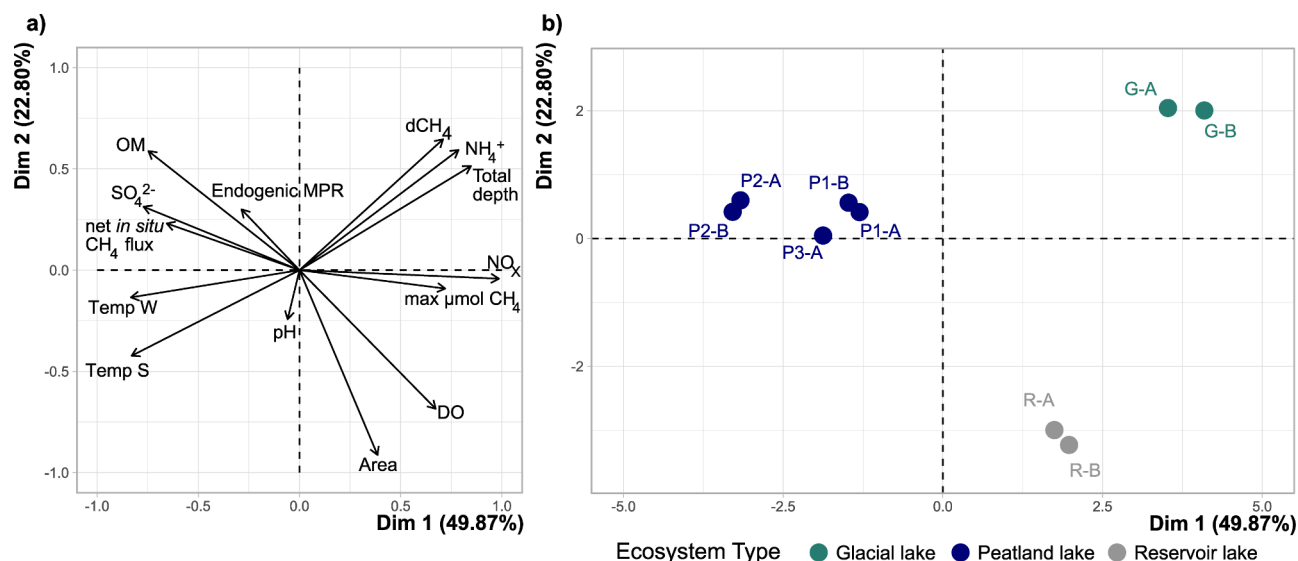 a)
Dim 2 (22.80%)
1.0
0.5
0.0
-0.5
-1.0
OM
SO₄²⁻
net in situ
CH₄ flux
Endogenic MPR
dCH₄
NH₄⁺
Total
depth
NOₓ
max µmol CH₄
Temp W
Temp S
pH
DO
Area
-1.0 -0.5 0.0 0.5 1.0
Dim 1 (49.87%)
b)
Dim 2 (22.80%)
2
0
-2
G-A
G-B
P2-A
P2-B
P1-B
P1-A
P3-A
R-A
R-B
-5.0 -2.5 0.0 2.5 5.0
Dim 1 (49.87%)
Ecosystem Type Glacial lake Peatland lake Reservoir lake